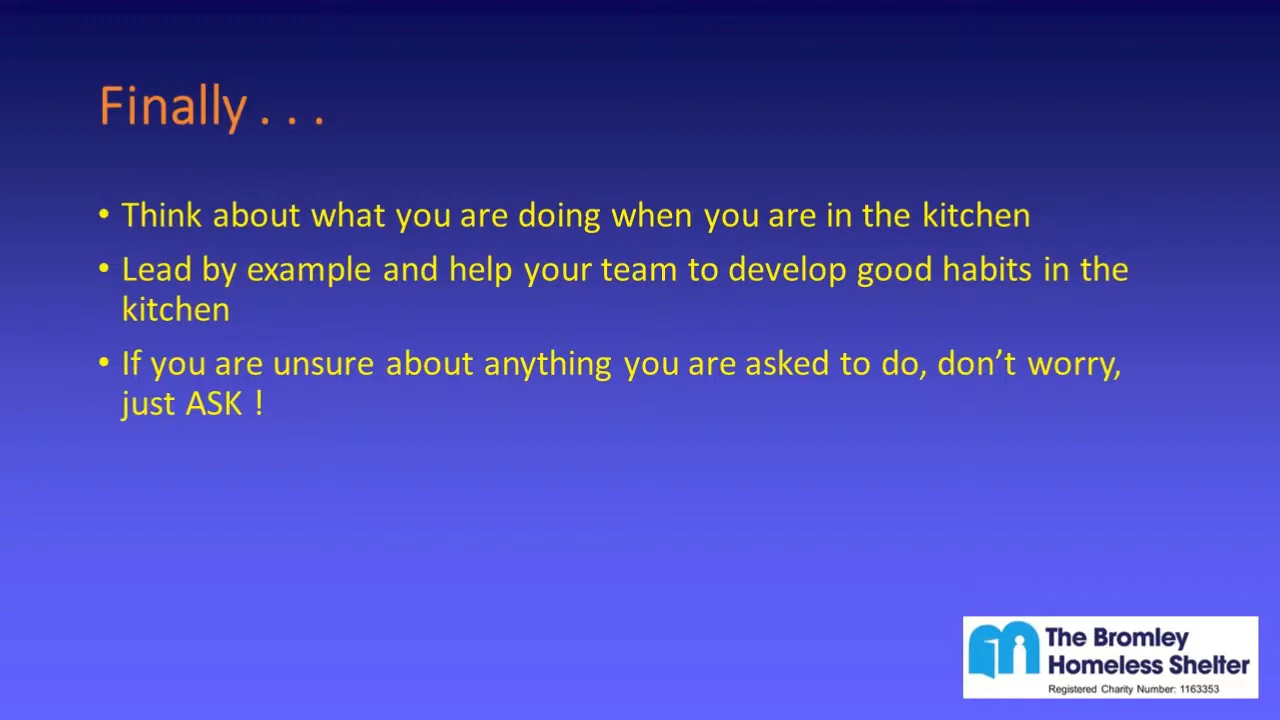 Finally . . .
• Think about what you are doing when you are in the kitchen
• Lead by example and help your team to develop good habits in the
kitchen
• If you are unsure about anything you are asked to do, don’t worry,
just ASK !
The Bromley
Homeless Shelter
Registered Charity Number: 1163353